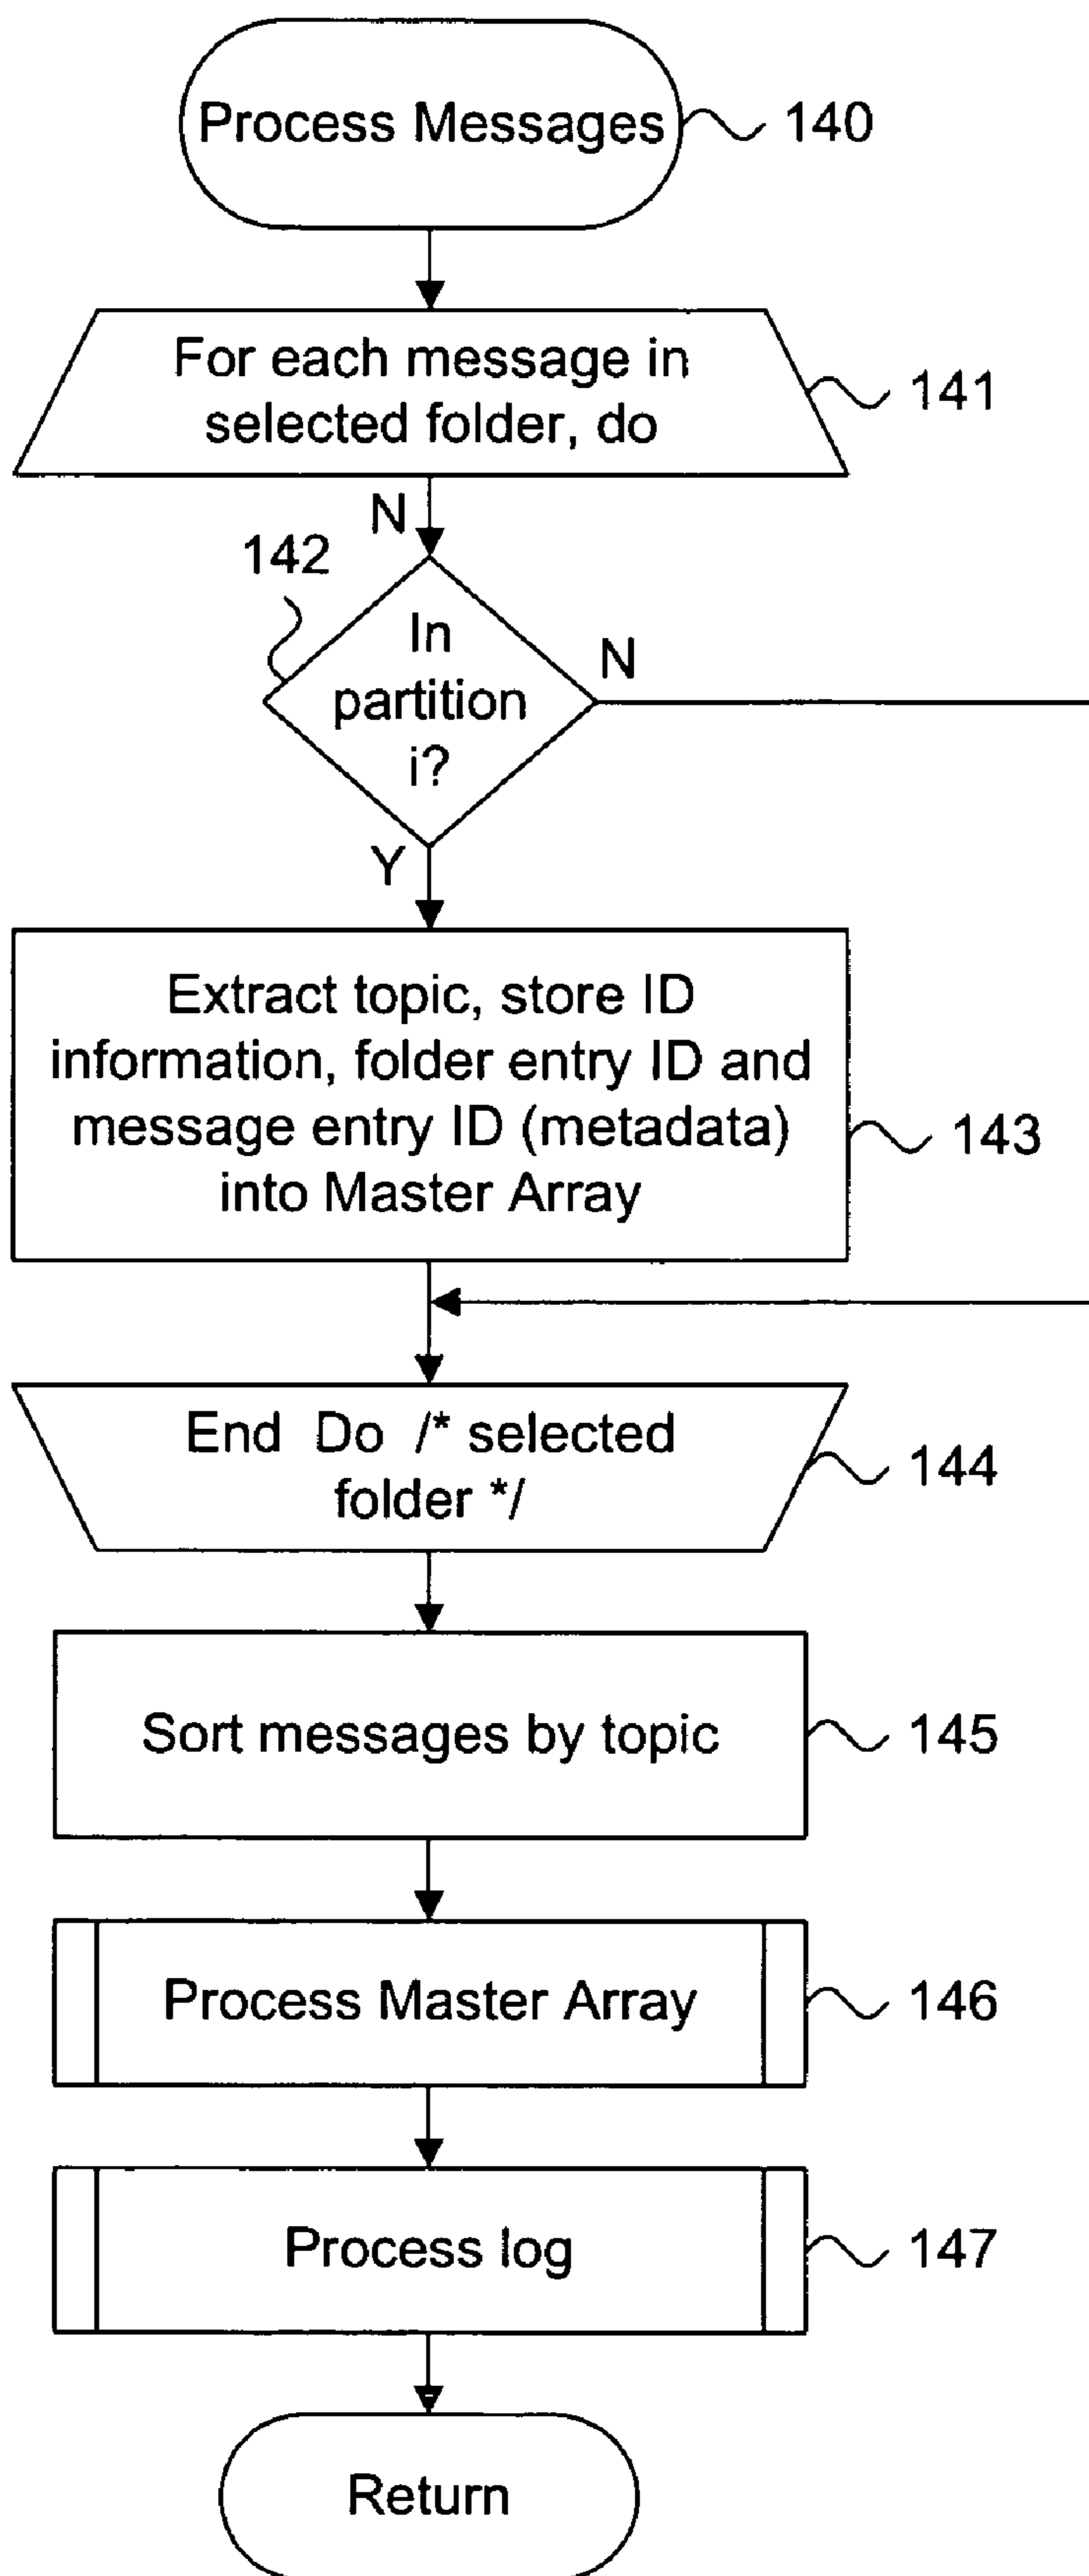 Process Messages
140
For each message in
selected folder, do
141
N
142
In
partition
i?
N
Y
Extract topic, store ID
information, folder entry ID and
message entry ID (metadata)
into Master Array
143
End Do /* selected
folder */
144
Sort messages by topic
145
Process Master Array
146
Process log
147
Return